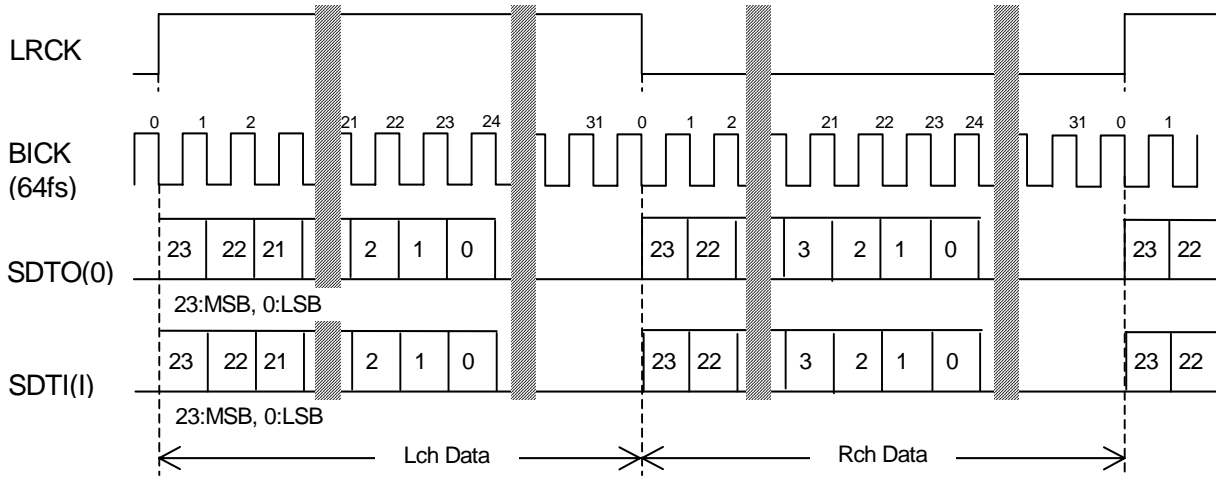 LRCK
0 1 2 21 22 23 24 31 0 1 2 21 22 23 24 31 0 1
BICK
(64fs)
23 22 21 2 1 0 23 22 3 2 1 0 23 22
SDTO(0)
23:MSB, 0:LSB
23 22 21 2 1 0 23 22 3 2 1 0 23 22
SDTI(I)
23:MSB, 0:LSB
Lch Data Rch Data